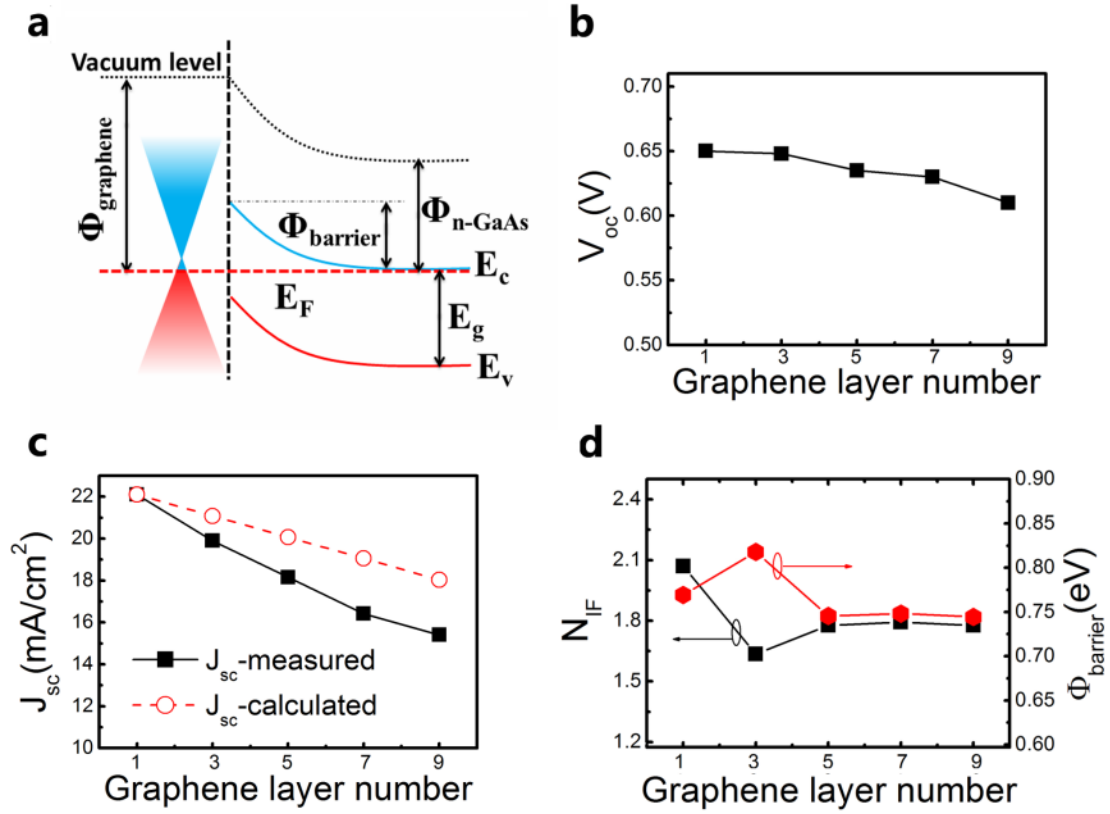 a
Vacuum level
Φgraphene
Φbarrier
Φn-GaAs
Ec
EF
Eg
Ev
b
Voc(V)
0.70
0.65
0.60
0.55
0.50
1 3 5 7 9
Graphene layer number
c
Jsc(mA/cm²)
22
20
18
16
14
12
10
Jsc-measured
Jsc-calculated
1 3 5 7 9
Graphene layer number
d
NIF
2.4
2.1
1.8
1.5
1.2
0.90
0.85
0.80
0.75
0.70
0.65
0.60
Φbarrier(eV)
1 3 5 7 9
Graphene layer number